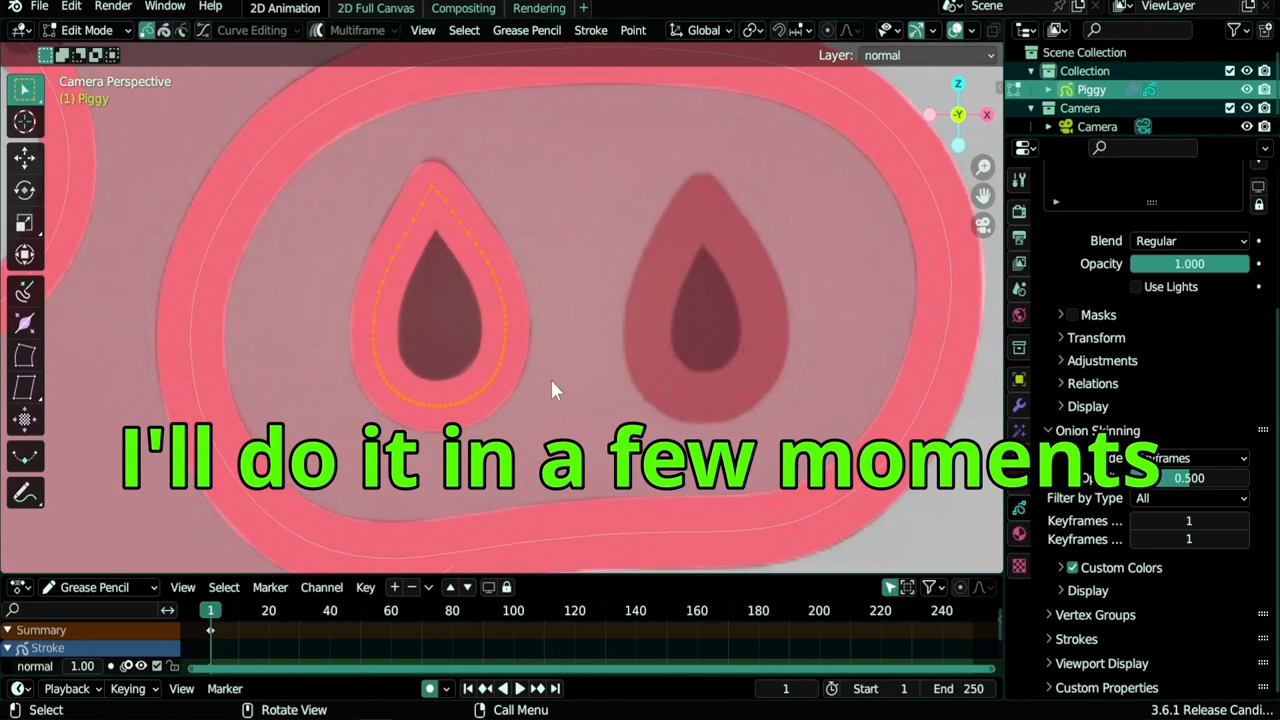 File Edit Render Window Help 2D Animation 2D Full Canvas Compositing Rendering + Scene ViewLayer
Edit Mode Curve Editing Multiframe View Select Grease Pencil Stroke Point Global
Layer: normal
Camera Perspective
(1) Piggy
Z
-Y X
Scene Collection
Collection
Piggy
Camera
Camera
Blend Regular
Opacity 1.000
Use Lights
Masks
Transform
Adjustments
Relations
Display
Onion Skinning
I'll do it in a few moments
0.500
Filter by Type All
Keyframes ... 1
Keyframes ... 1
Custom Colors
Display
Vertex Groups
Strokes
Viewport Display
Custom Properties
Grease Pencil View Select Marker Channel Key
1 20 40 60 80 100 120 140 160 180 200 220 240
Summary
Stroke
normal 1.00
Playback Keying View Marker 1 Start 1 End 250
Select Rotate View Call Menu 3.6.1 Release Candi...